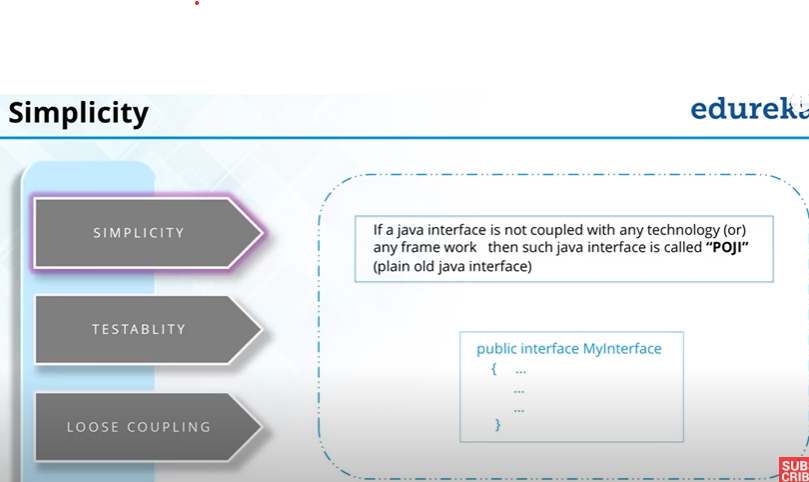 Simplicity
edureka
SIMPLICITY
TESTABLITY
LOOSE COUPLING
If a java interface is not coupled with any technology (or)
any frame work then such java interface is called “POJI”
(plain old java interface)
public interface MyInterface
{ ...
...
...
}
SUB
CRIB